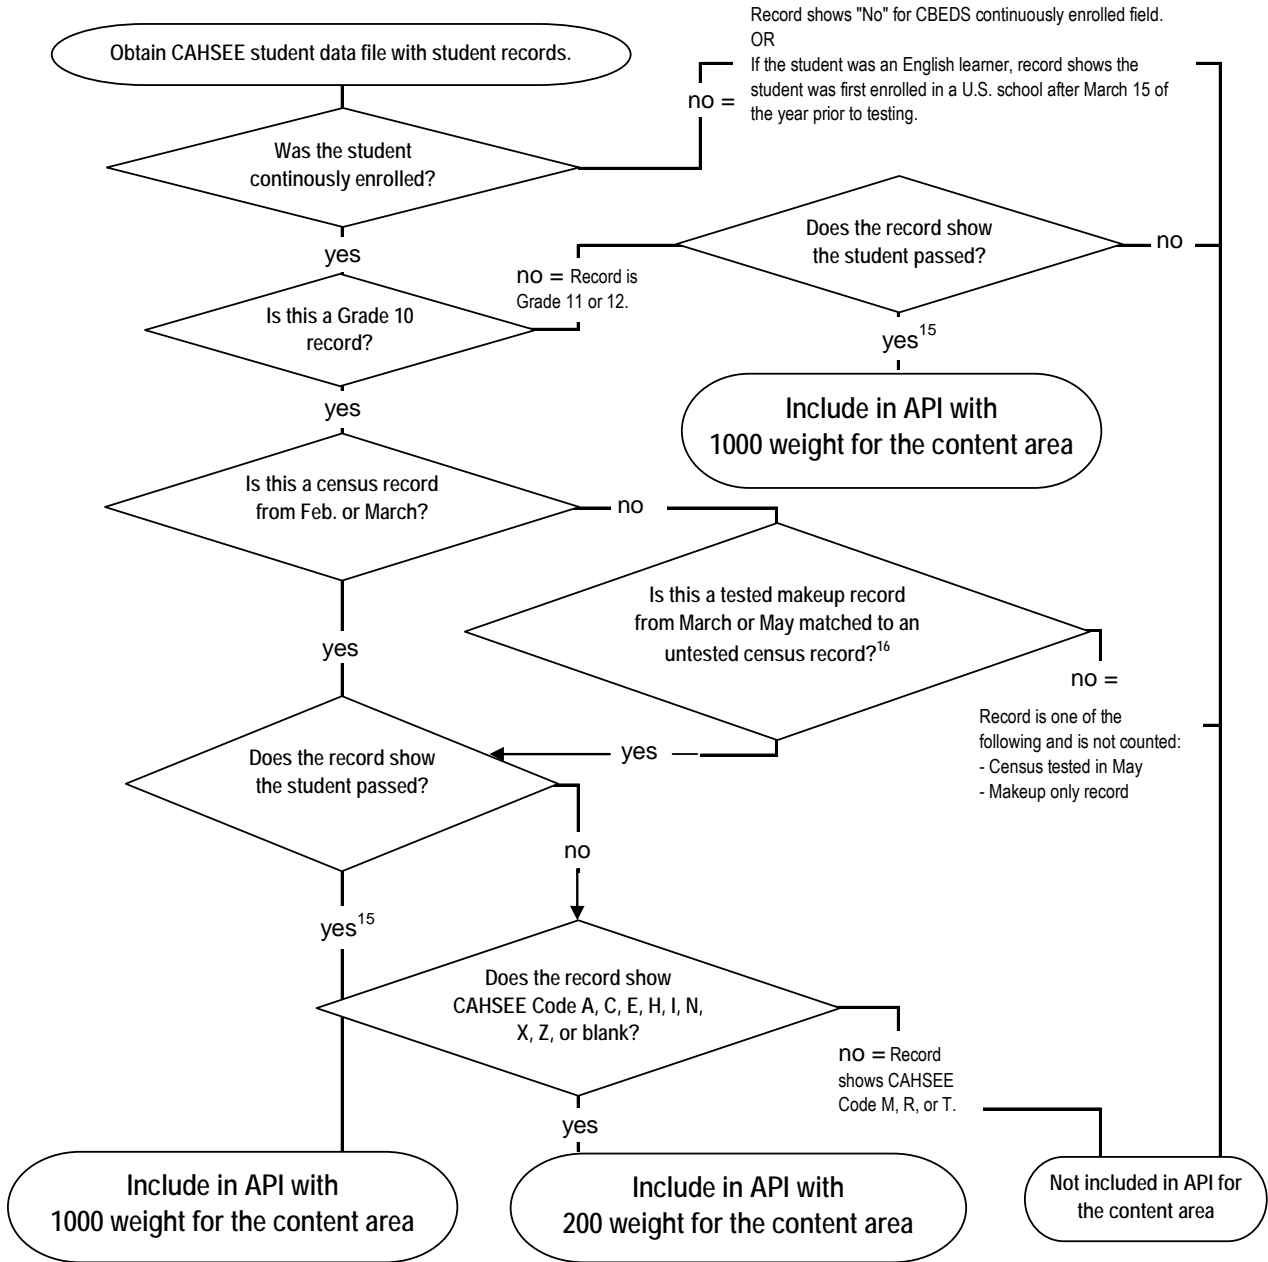 Obtain CAHSEE student data file with student records.
Record shows "No" for CBEDS continuously enrolled field.
OR
If the student was an English learner, record shows the
student was first enrolled in a U.S. school after March 15 of
the year prior to testing.
no =
Was the student
continously enrolled?
yes
Does the record show
the student passed?
no
no = Record is
Grade 11 or 12.
Is this a Grade 10
record?
yes¹⁵
yes
Include in API with
1000 weight for the content area
Is this a census record
from Feb. or March?
no
Is this a tested makeup record
from March or May matched to an
untested census record?¹⁶
yes
no =
Record is one of the
following and is not counted:
- Census tested in May
- Makeup only record
yes
Does the record show
the student passed?
no
yes¹⁵
Does the record show
CAHSEE Code A, C, E, H, I, N,
X, Z, or blank?
no = Record
shows CAHSEE
Code M, R, or T.
yes
Include in API with
1000 weight for the content area
Include in API with
200 weight for the content area
Not included in API for
the content area